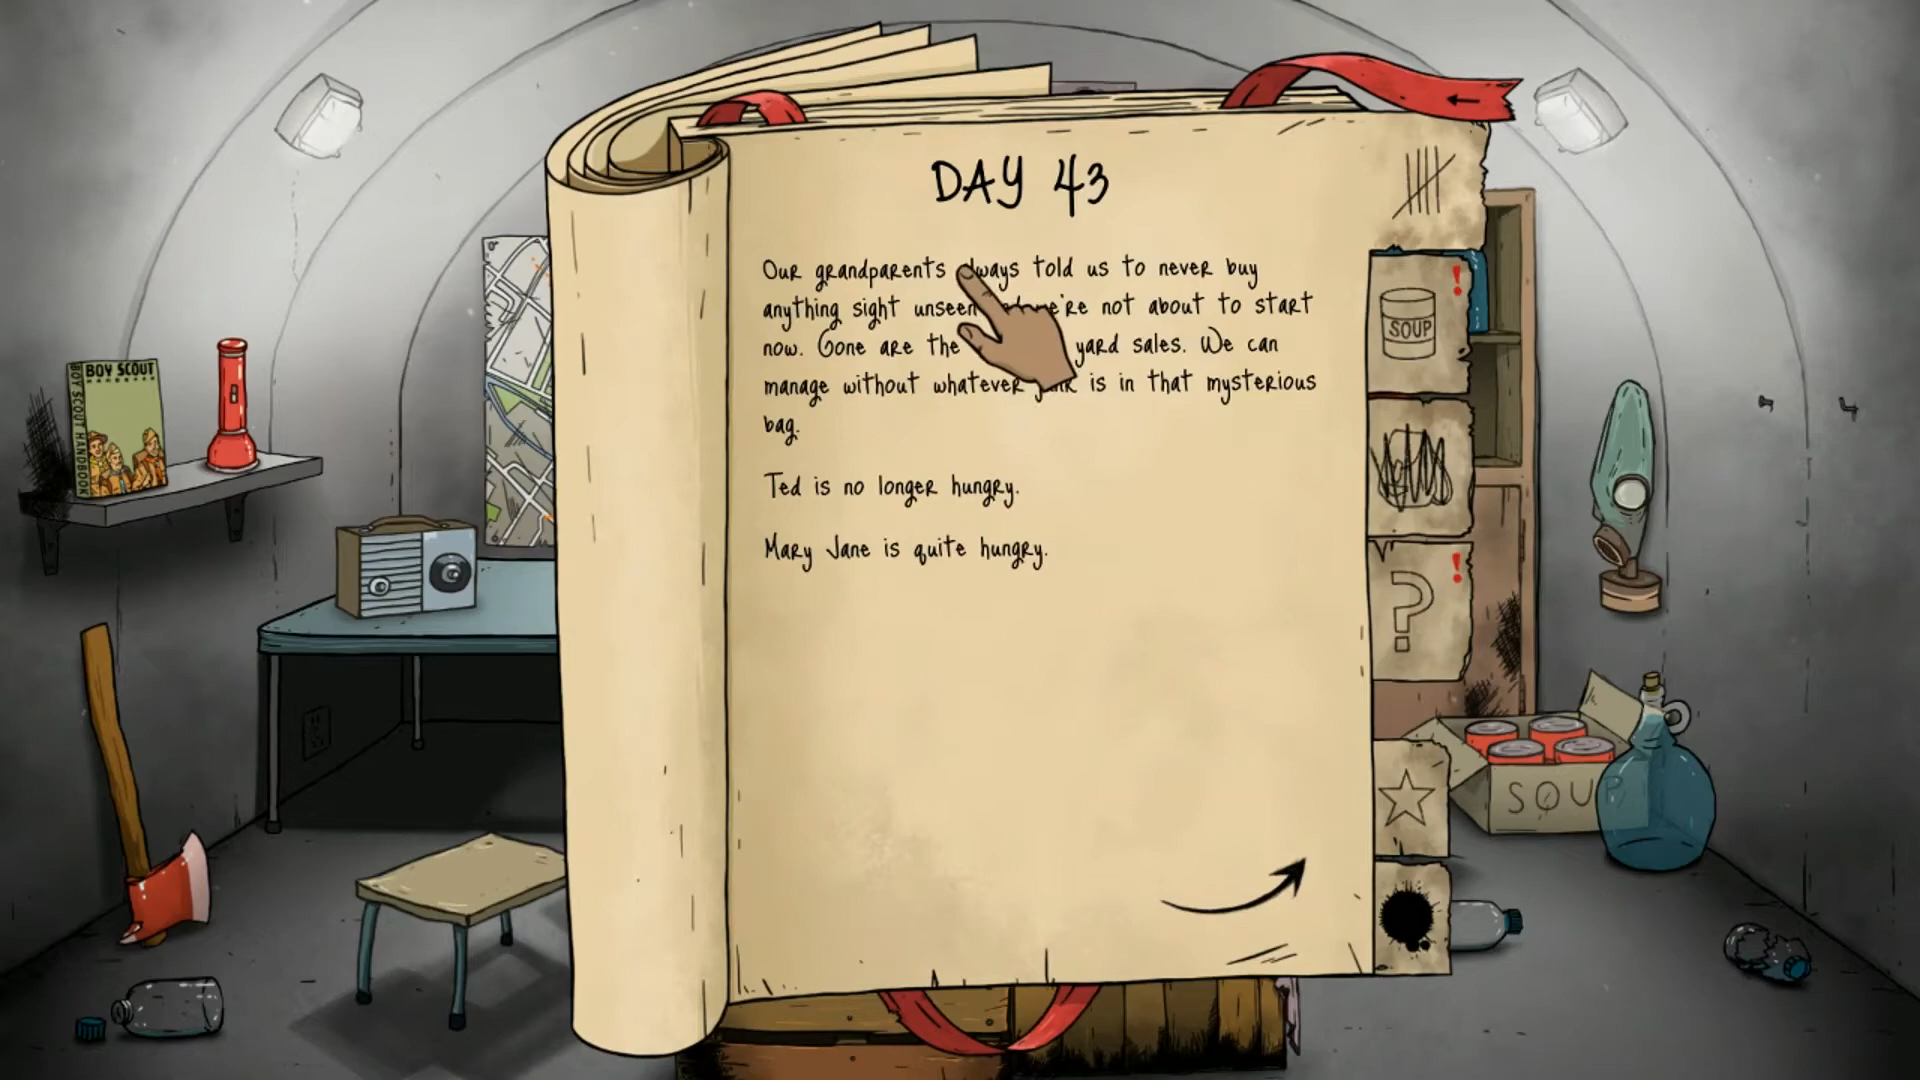 DAY 43
Our grandparents always told us to never buy
anything sight unseen we're not about to start
now. Gone are the yard sales. We can
manage without whatever junk is in that mysterious
bag.
Ted is no longer hungry.
Mary Jane is quite hungry.
SOUP
!
!
?
BOY SCOUT
HANDBOOK
BOY SCOUT HANDBOOK
SOUP